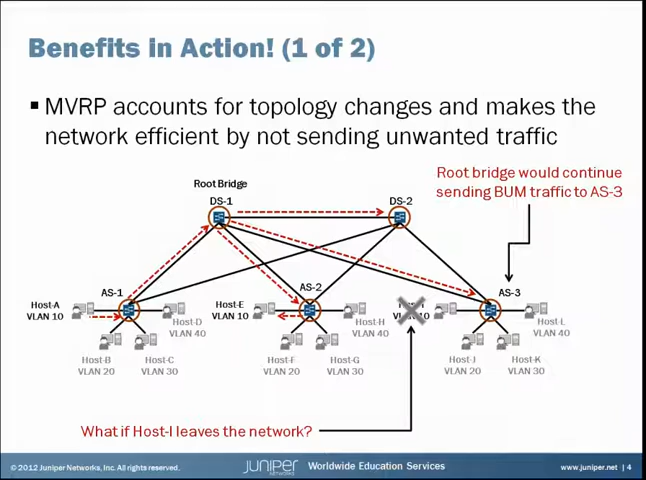 Benefits in Action! (1 of 2)
▪ MVRP accounts for topology changes and makes the
network efficient by not sending unwanted traffic
Root bridge would continue
sending BUM traffic to AS-3
Root Bridge
DS-1
DS-2
AS-1
AS-2
AS-3
Host-A
VLAN 10
Host-D
VLAN 40
Host-E
VLAN 10
Host-H
VLAN 40
Host-L
VLAN 40
Host-B
VLAN 20
Host-C
VLAN 30
Host-F
VLAN 20
Host-G
VLAN 30
Host-J
VLAN 20
Host-K
VLAN 30
What if Host-I leaves the network?
© 2012 Juniper Networks, Inc. All rights reserved.
JUNIPER
NETWORKS
Worldwide Education Services
www.juniper.net | 4